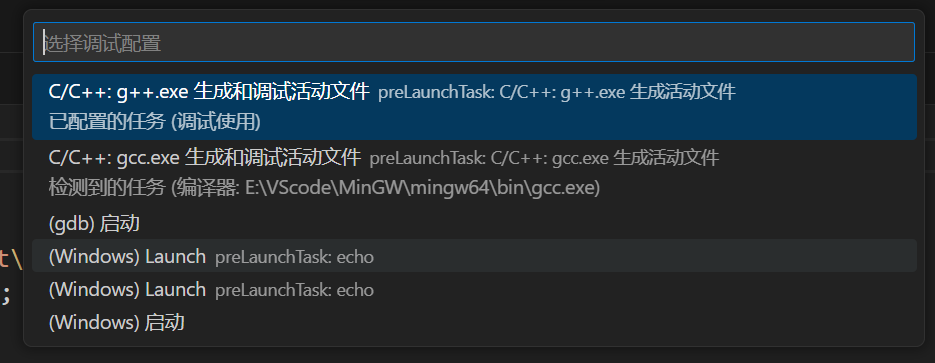 选择调试配置
C/C++: g++.exe 生成和调试活动文件 preLaunchTask: C/C++: g++.exe 生成活动文件
已配置的任务 (调试使用)
C/C++: gcc.exe 生成和调试活动文件 preLaunchTask: C/C++: gcc.exe 生成活动文件
检测到的任务 (编译器: E:\VScode\MinGW\mingw64\bin\gcc.exe)
(gdb) 启动
(Windows) Launch preLaunchTask: echo
t\
(Windows) Launch preLaunchTask: echo
;
(Windows) 启动